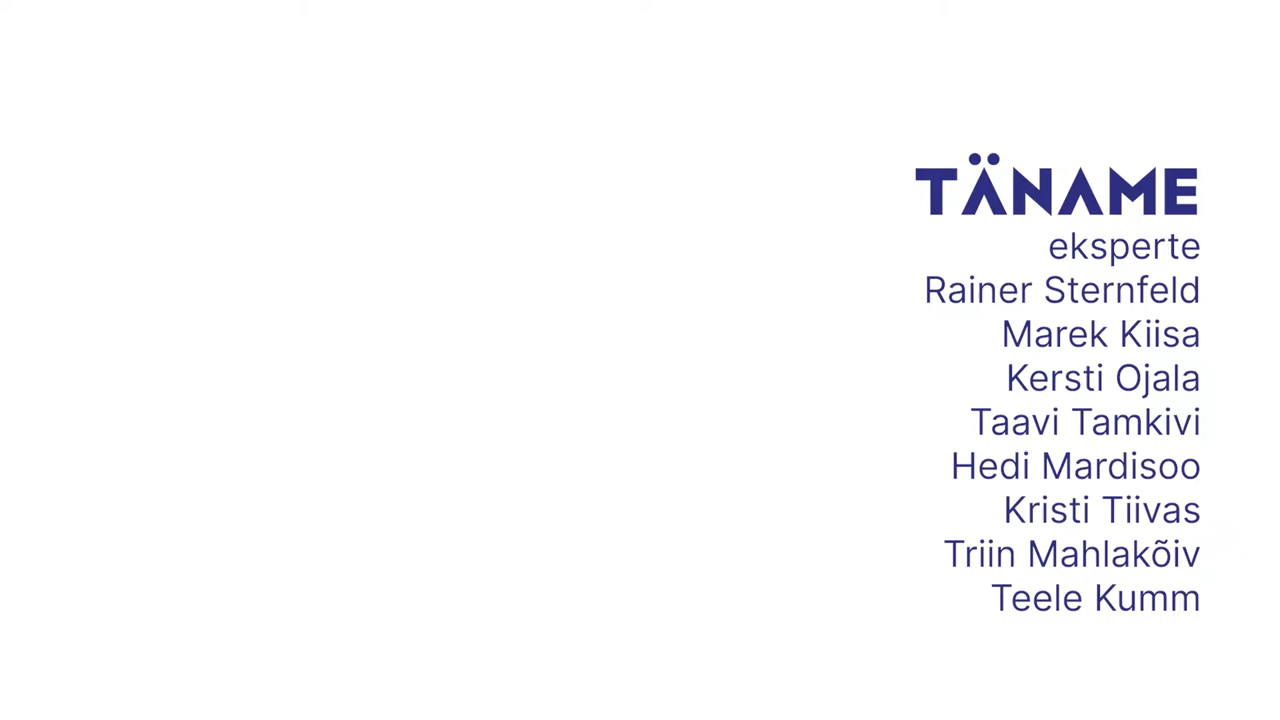 TÄNAME
eksperte
Rainer Sternfeld
Marek Kiisa
Kersti Ojala
Taavi Tamkivi
Hedi Mardisoo
Kristi Tiivas
Triin Mahlakõiv
Teele Kumm